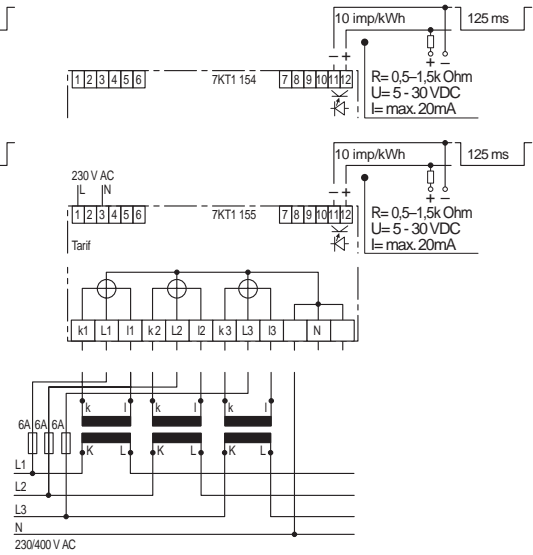 10 imp/kWh 125 ms
− +
+ −
1 2 3 4 5 6 7KT1 154 7 8 9 10 11 12
R= 0,5–1,5k Ohm
U= 5 - 30 VDC
I= max. 20mA
10 imp/kWh 125 ms
230 V AC
L N
− +
+ −
1 2 3 4 5 6 7KT1 155 7 8 9 10 11 12
R= 0,5–1,5k Ohm
U= 5 - 30 VDC
I= max. 20mA
Tarif
k1 L1 l1 k2 L2 l2 k3 L3 l3 N
k l k l k l
6A 6A 6A
K L K L K L
L1
L2
L3
N
230/400 V AC